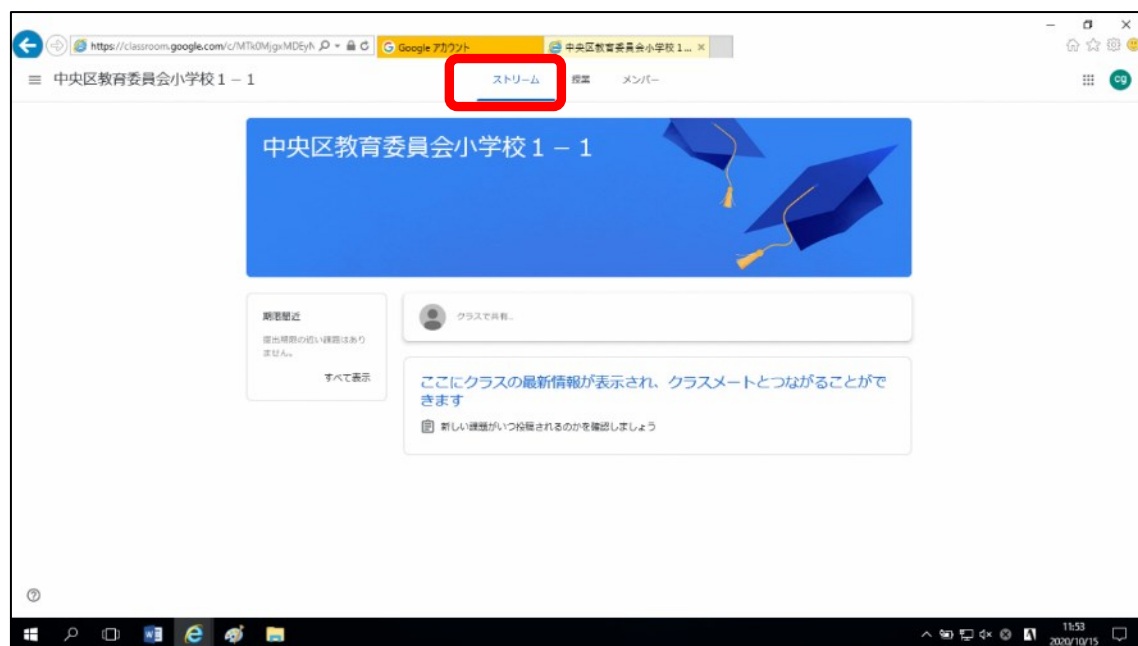 https://classroom.google.com/c/MTk0MjgxMDEyN
Google アカウント
中央区教育委員会小学校 1...
中央区教育委員会小学校 1 – 1
ストリーム
授業
メンバー
cg
中央区教育委員会小学校 1 – 1
期限間近
提出期限の近い課題はあり
ません。
すべて表示
クラスで共有...
ここにクラスの最新情報が表示され、クラスメートとつながることがで
きます
新しい課題がいつ投稿されるのかを確認しましょう
11:53
2020/10/15